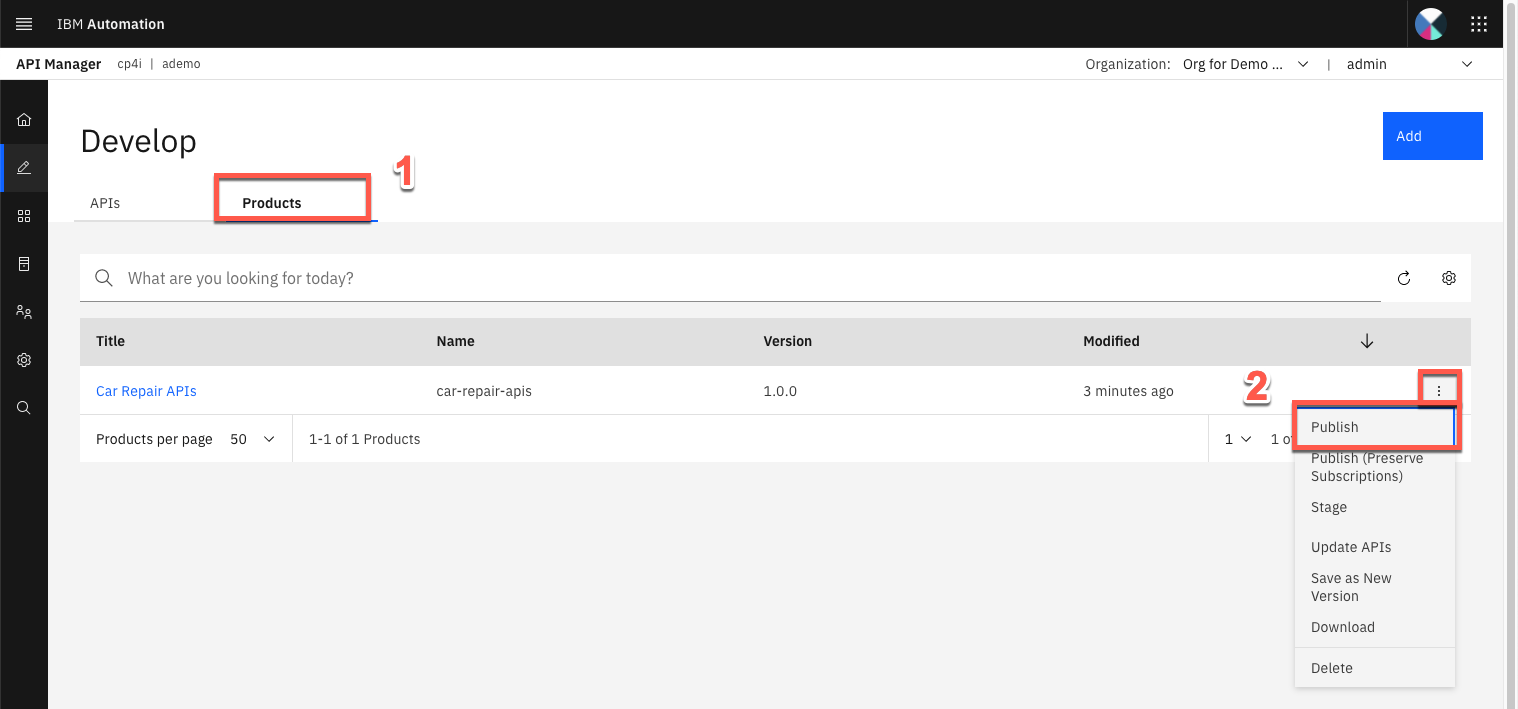 IBM Automation
API Manager cp4i | ademo Organization: Org for Demo ... | admin
Develop
Add
1
APIs Products
What are you looking for today?
Title Name Version Modified
Car Repair APIs car-repair-apis 1.0.0 3 minutes ago
2
Products per page 50 1-1 of 1 Products 1 1 of
Publish
Publish (Preserve
Subscriptions)
Stage
Update APIs
Save as New
Version
Download
Delete